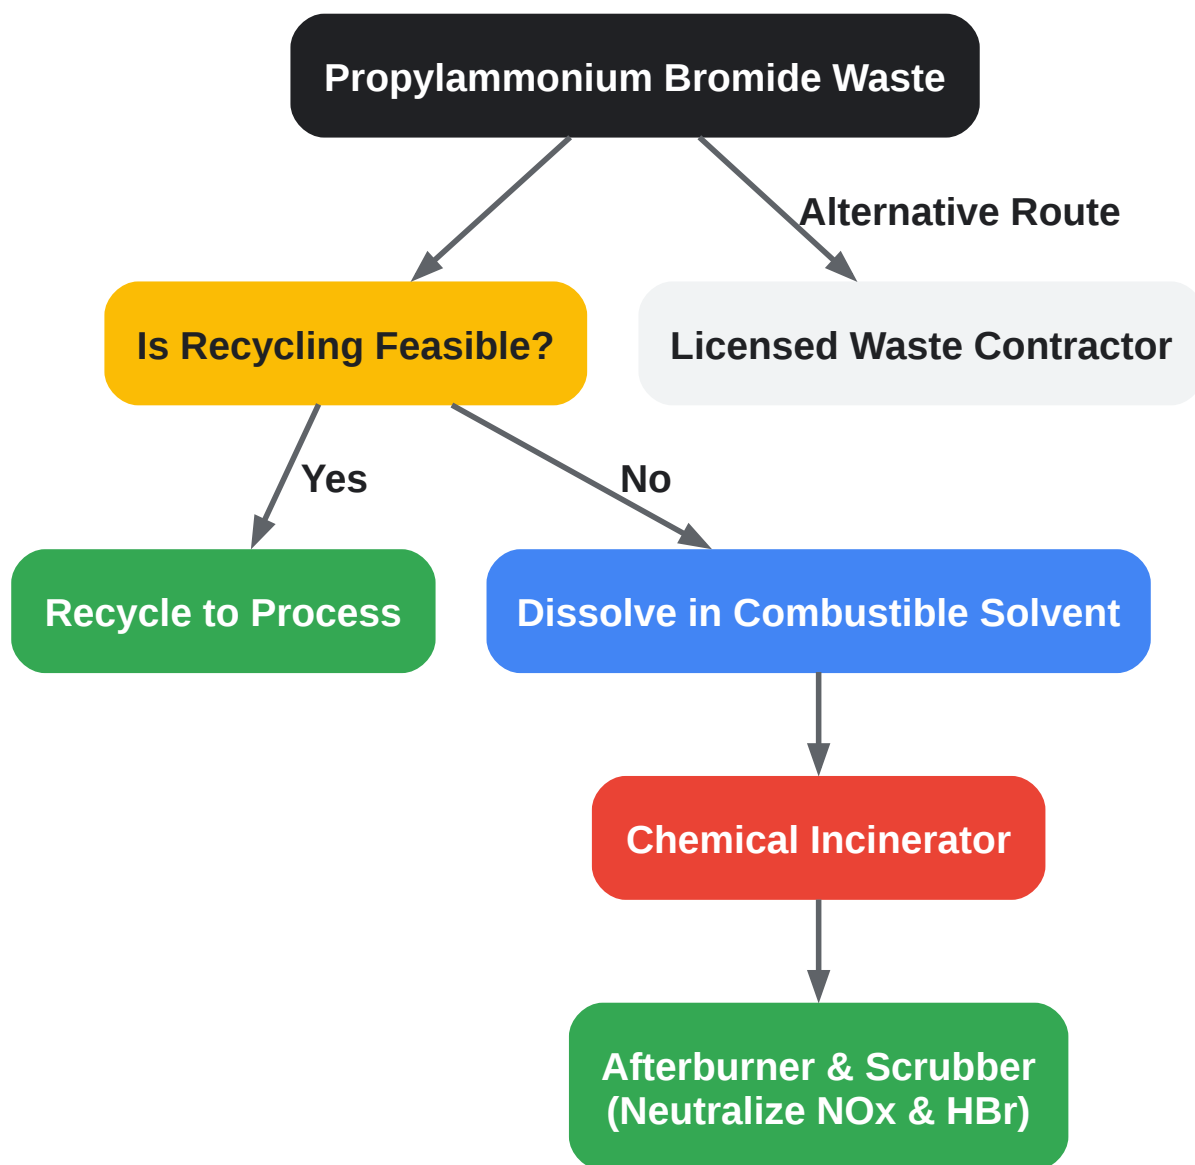 Propylammonium Bromide Waste
Alternative Route
Is Recycling Feasible?
Licensed Waste Contractor
Yes
No
Recycle to Process
Dissolve in Combustible Solvent
Chemical Incinerator
Afterburner & Scrubber
(Neutralize NOx & HBr)